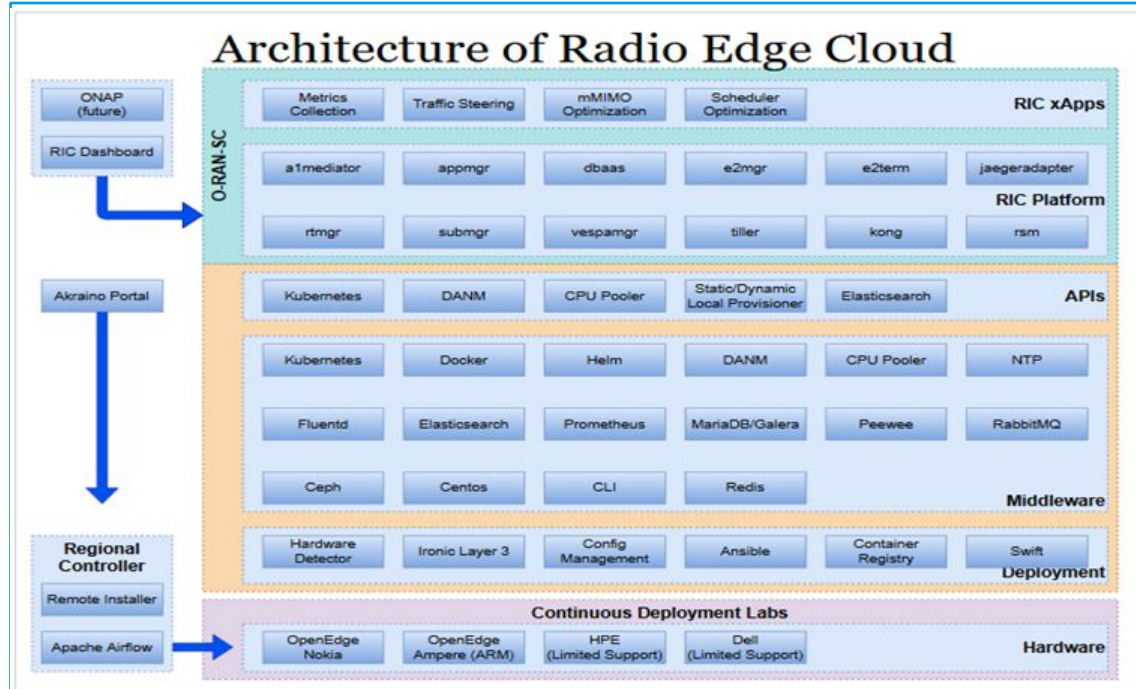 Architecture of Radio Edge Cloud
ONAP
(future)
RIC Dashboard
Akraino Portal
Regional
Controller
Remote Installer
Apache Airflow
O-RAN-SC
Metrics
Collection
Traffic Steering
mMIMO
Optimization
Scheduler
Optimization
RIC xApps
a1mediator
appmgr
dbaas
e2mgr
e2term
jaegeradapter
RIC Platform
rtmgr
submgr
vespamgr
tiller
kong
rsm
Kubernetes
DANM
CPU Pooler
Static/Dynamic
Local Provisioner
Elasticsearch
APIs
Kubernetes
Docker
Helm
DANM
CPU Pooler
NTP
Fluentd
Elasticsearch
Prometheus
MariaDB/Galera
Peewee
RabbitMQ
Ceph
Centos
CLI
Redis
Middleware
Hardware
Detector
Ironic Layer 3
Config
Management
Ansible
Container
Registry
Swift
Deployment
Continuous Deployment Labs
OpenEdge
Nokia
OpenEdge
Ampere (ARM)
HPE
(Limited Support)
Dell
(Limited Support)
Hardware